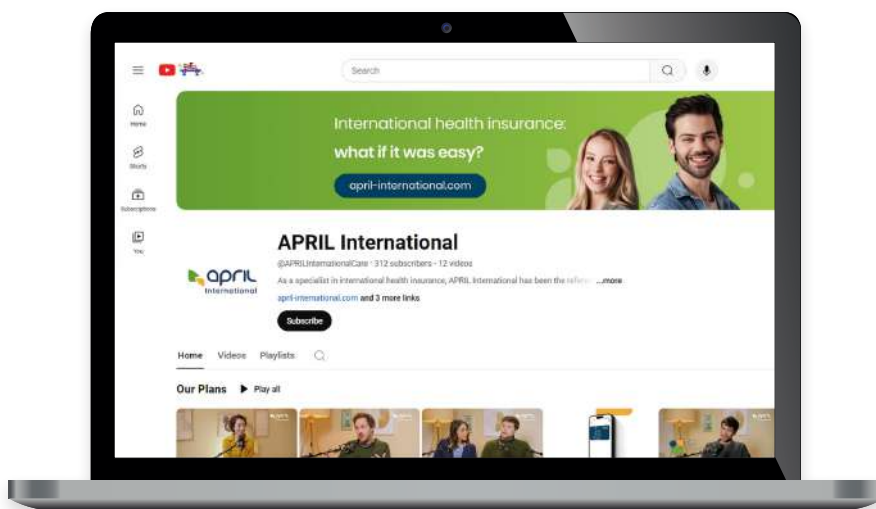 Search
Home
Shorts
Subscriptions
You
International health insurance:
what if it was easy?
april-international.com
APRIL International
@APRILInternationalCare · 312 subscribers · 12 videos
As a specialist in international health insurance, APRIL International has been the ...more
april-international.com and 3 more links
Subscribe
april
International
Home Videos Playlists
Our Plans Play all